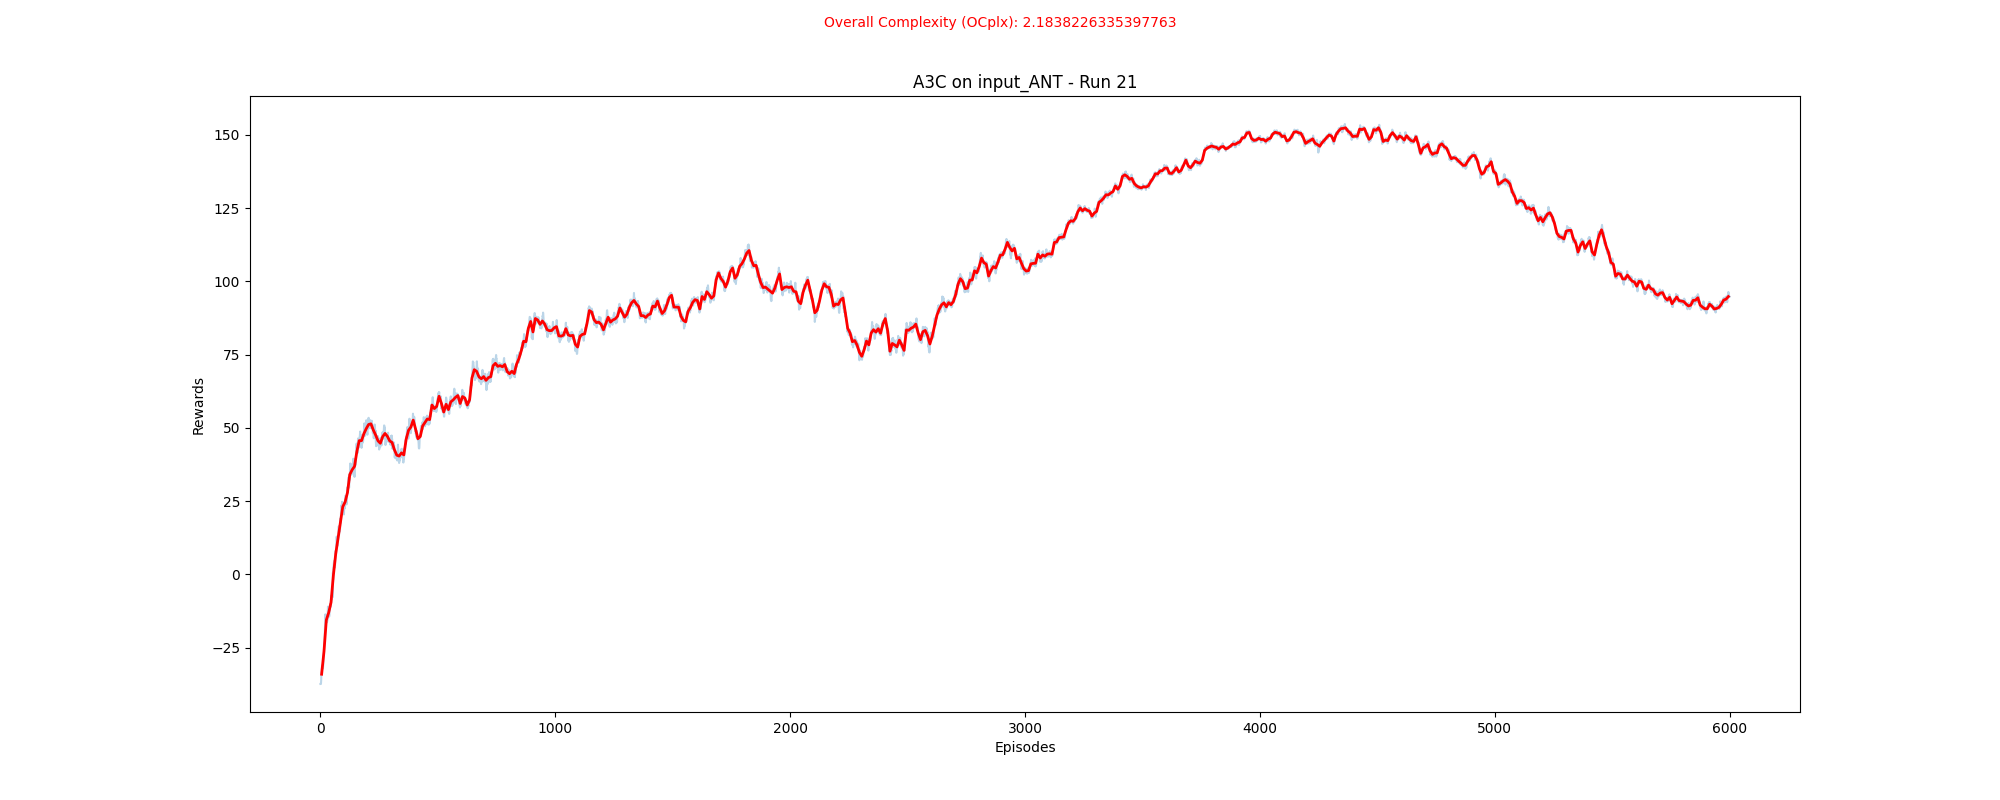 Overall Complexity (OCplx): 2.1838226335397763
A3C on input_ANT - Run 21
150
125
100
75
50
25
0
−25
Rewards
0 1000 2000 3000 4000 5000 6000
Episodes